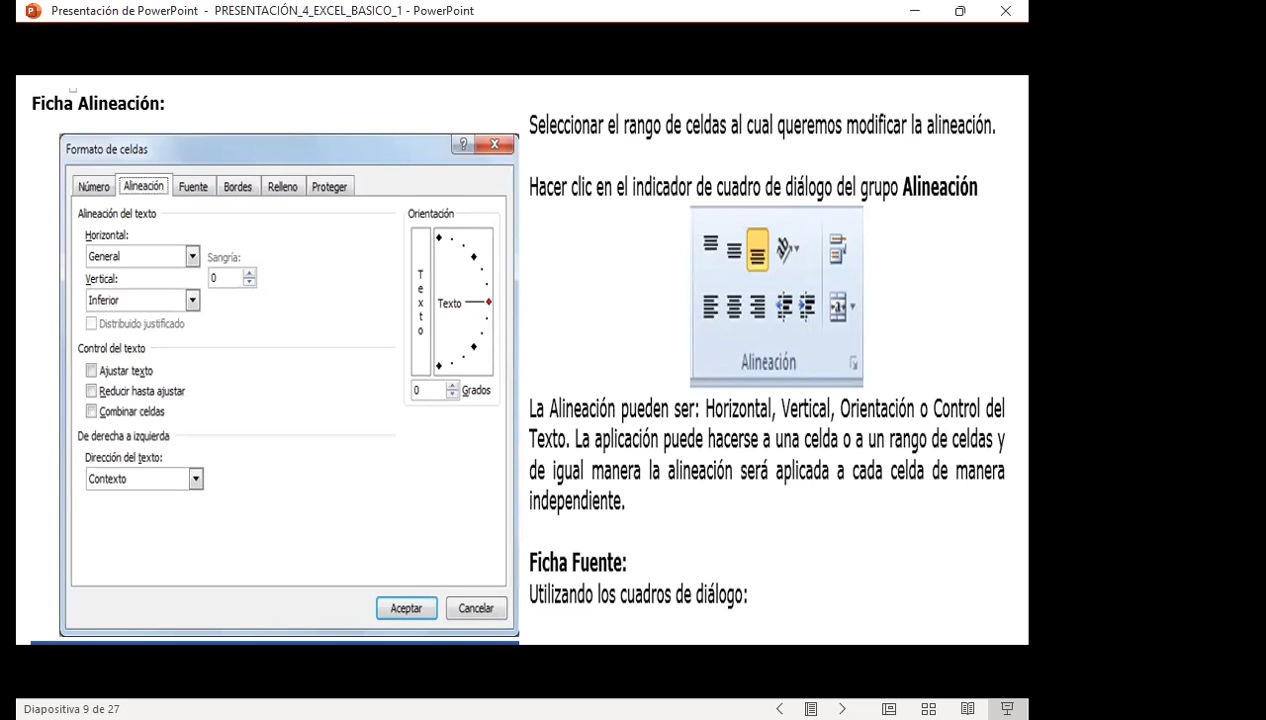 Presentación de PowerPoint - PRESENTACIÓN_4_EXCEL_BASICO_1 - PowerPoint
Ficha Alineación:
Formato de celdas
Número Alineación Fuente Bordes Relleno Proteger
Alineación del texto
Horizontal:
General
Sangría:
Vertical:
0
Inferior
Distribuido justificado
Control del texto
Ajustar texto
Reducir hasta ajustar
Combinar celdas
De derecha a izquierda
Dirección del texto:
Contexto
Orientación
Texto
Texto
0 Grados
Aceptar Cancelar
Seleccionar el rango de celdas al cual queremos modificar la alineación.
Hacer clic en el indicador de cuadro de diálogo del grupo Alineación
a
Alineación
La Alineación pueden ser: Horizontal, Vertical, Orientación o Control del
Texto. La aplicación puede hacerse a una celda o a un rango de celdas y
de igual manera la alineación será aplicada a cada celda de manera
independiente.
Ficha Fuente:
Utilizando los cuadros de diálogo:
Diapositiva 9 de 27